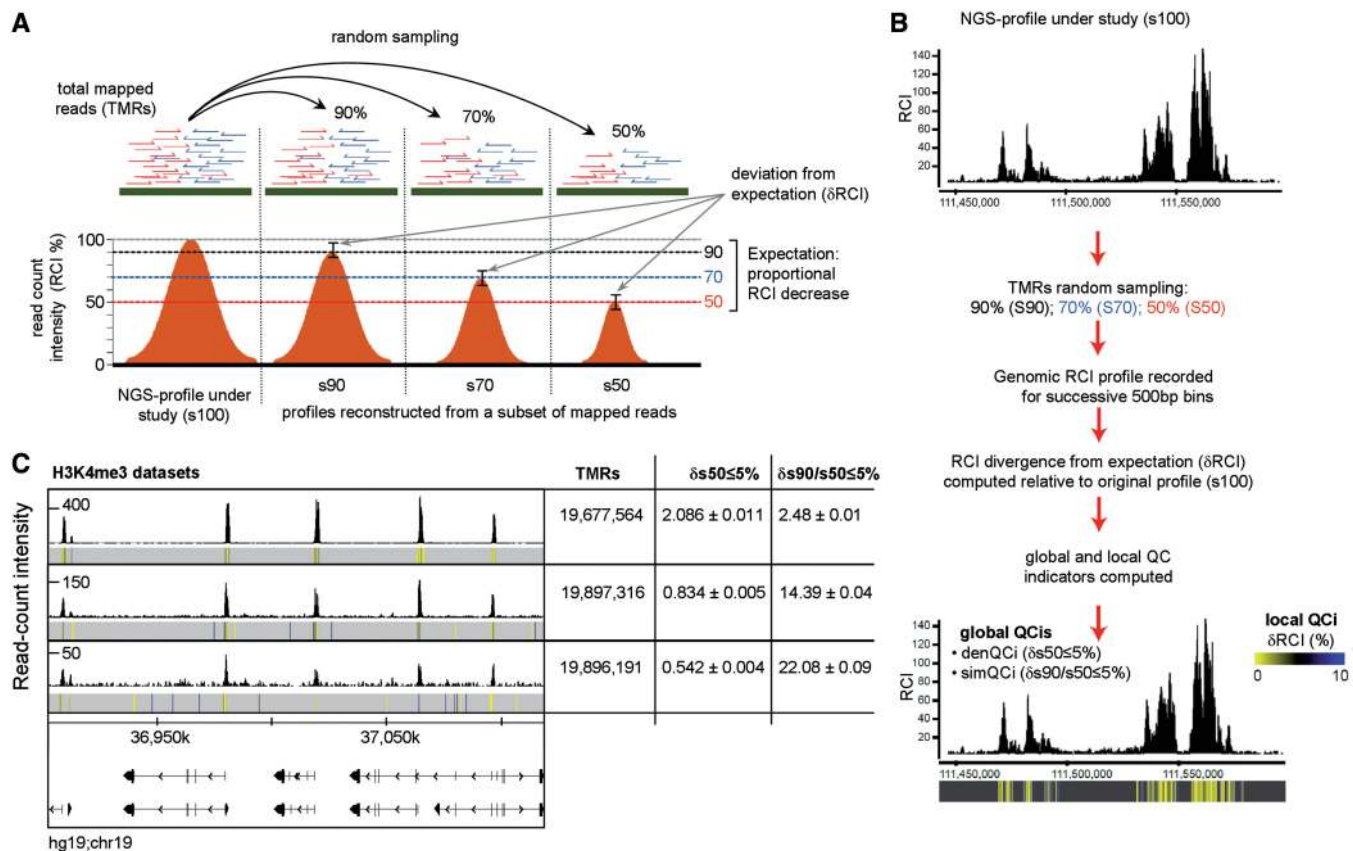 A
random sampling
total mapped
reads (TMRs)
90%
70%
50%
deviation from
expectation (δRCI)
read count
intensity (RCI %)
100
50
0
90
70
50
Expectation:
proportional
RCI decrease
NGS-profile under
study (s100)
s90
s70
s50
profiles reconstructed from a subset of mapped reads
B
NGS-profile under study (s100)
RCI
140
120
100
80
60
40
20
111,450,000
111,500,000
111,550,000
TMRs random sampling:
90% (S90); 70% (S70); 50% (S50)
Genomic RCI profile recorded
for successive 500bp bins
RCI divergence from expectation (δRCI)
computed relative to original profile (s100)
global and local QC
indicators computed
global QCis
• denQCi (δs50≤5%)
• simQCi (δs90/s50≤5%)
local QCi
δRCI (%)
0
10
RCI
140
120
100
80
60
40
20
111,450,000
111,500,000
111,550,000
C
H3K4me3 datasets
TMRs
δs50≤5%
δs90/s50≤5%
Read-count intensity
400
19,677,564
2.086 ± 0.011
2.48 ± 0.01
150
19,897,316
0.834 ± 0.005
14.39 ± 0.04
50
19,896,191
0.542 ± 0.004
22.08 ± 0.09
36,950k
37,050k
hg19;chr19